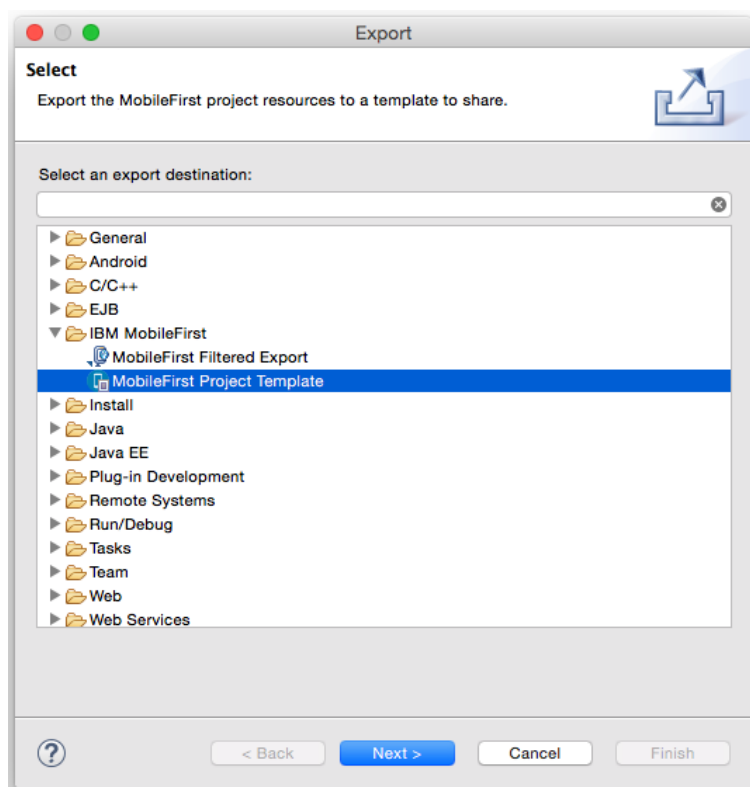 Export
Select
Export the MobileFirst project resources to a template to share.
Select an export destination:
General
Android
C/C++
EJB
IBM MobileFirst
MobileFirst Filtered Export
MobileFirst Project Template
Install
Java
Java EE
Plug-in Development
Remote Systems
Run/Debug
Tasks
Team
Web
Web Services
? < Back Next > Cancel Finish